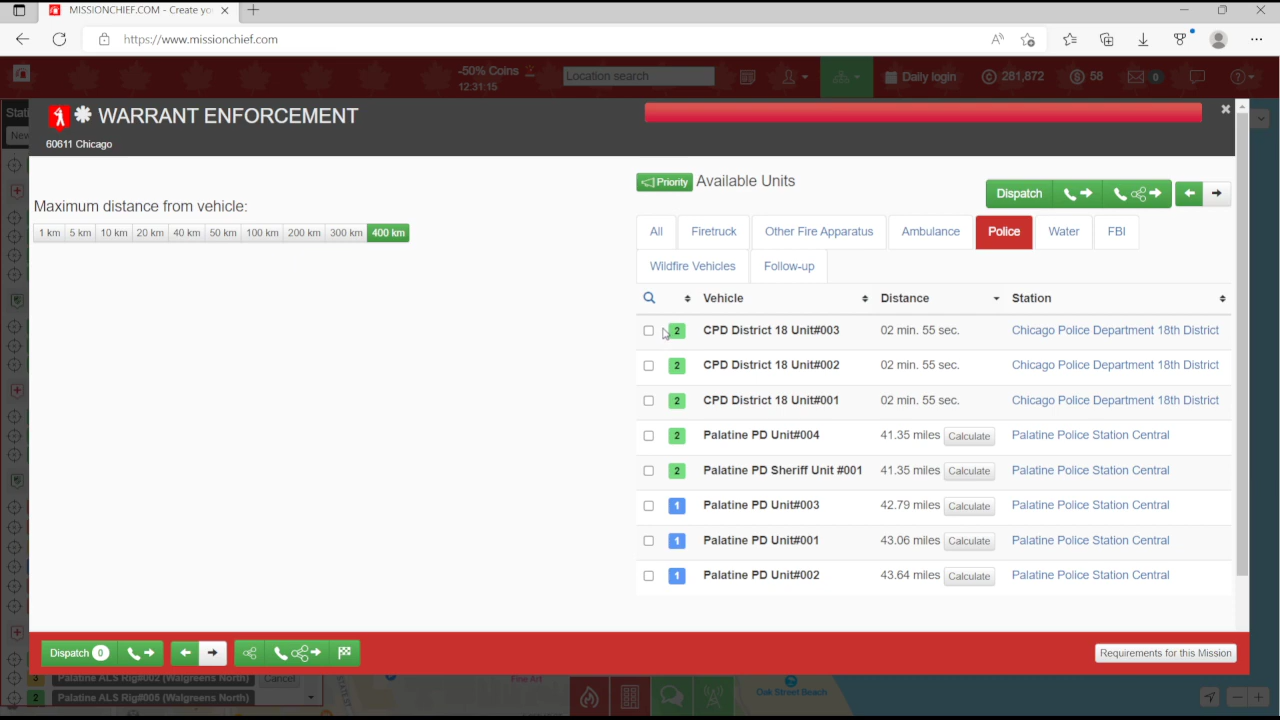 MISSIONCHIEF.COM - Create yo
https://www.missionchief.com
-50% Coins
12.31:15
Location search
Daily login
281,872
58
0
Stati
New
WARRANT ENFORCEMENT
60611 Chicago
Maximum distance from vehicle:
1 km 5 km 10 km 20 km 40 km 50 km 100 km 200 km 300 km 400 km
Priority Available Units
Dispatch
All Firetruck Other Fire Apparatus Ambulance Police Water FBI
Wildfire Vehicles Follow-up
Vehicle Distance Station
2 CPD District 18 Unit#003 02 min. 55 sec. Chicago Police Department 18th District
2 CPD District 18 Unit#002 02 min. 55 sec. Chicago Police Department 18th District
2 CPD District 18 Unit#001 02 min. 55 sec. Chicago Police Department 18th District
2 Palatine PD Unit#004 41.35 miles Calculate Palatine Police Station Central
2 Palatine PD Sheriff Unit #001 41.35 miles Calculate Palatine Police Station Central
1 Palatine PD Unit#003 42.79 miles Calculate Palatine Police Station Central
1 Palatine PD Unit#001 43.06 miles Calculate Palatine Police Station Central
1 Palatine PD Unit#002 43.64 miles Calculate Palatine Police Station Central
Dispatch 0
Requirements for this Mission
3 Palatine ALS Rig#002 (Walgreens North) Cancel
2 Palatine ALS Rig#005 (Walgreens North)
Fine Art
Oak Street Beach